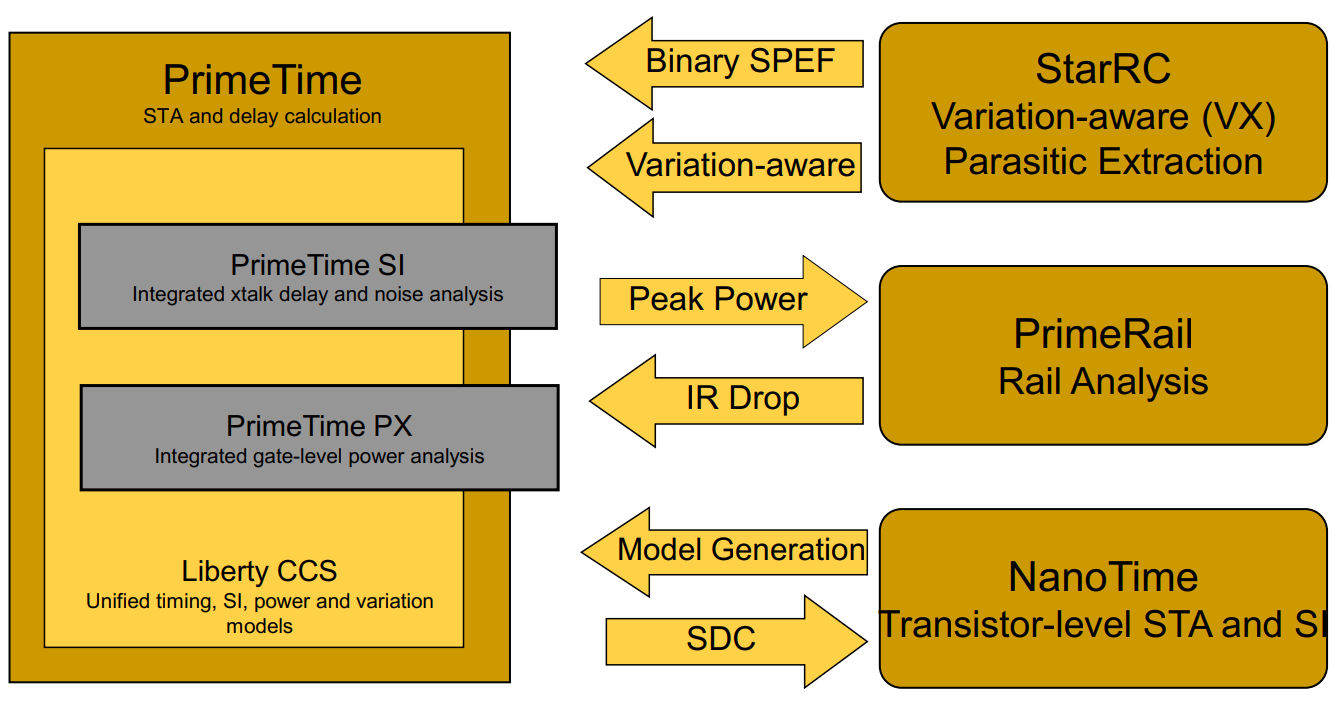 PrimeTime
STA and delay calculation
PrimeTime SI
Integrated xtalk delay and noise analysis
PrimeTime PX
Integrated gate-level power analysis
Liberty CCS
Unified timing, SI, power and variation
models
Binary SPEF
Variation-aware
Peak Power
IR Drop
Model Generation
SDC
StarRC
Variation-aware (VX)
Parasitic Extraction
PrimeRail
Rail Analysis
NanoTime
Transistor-level STA and SI